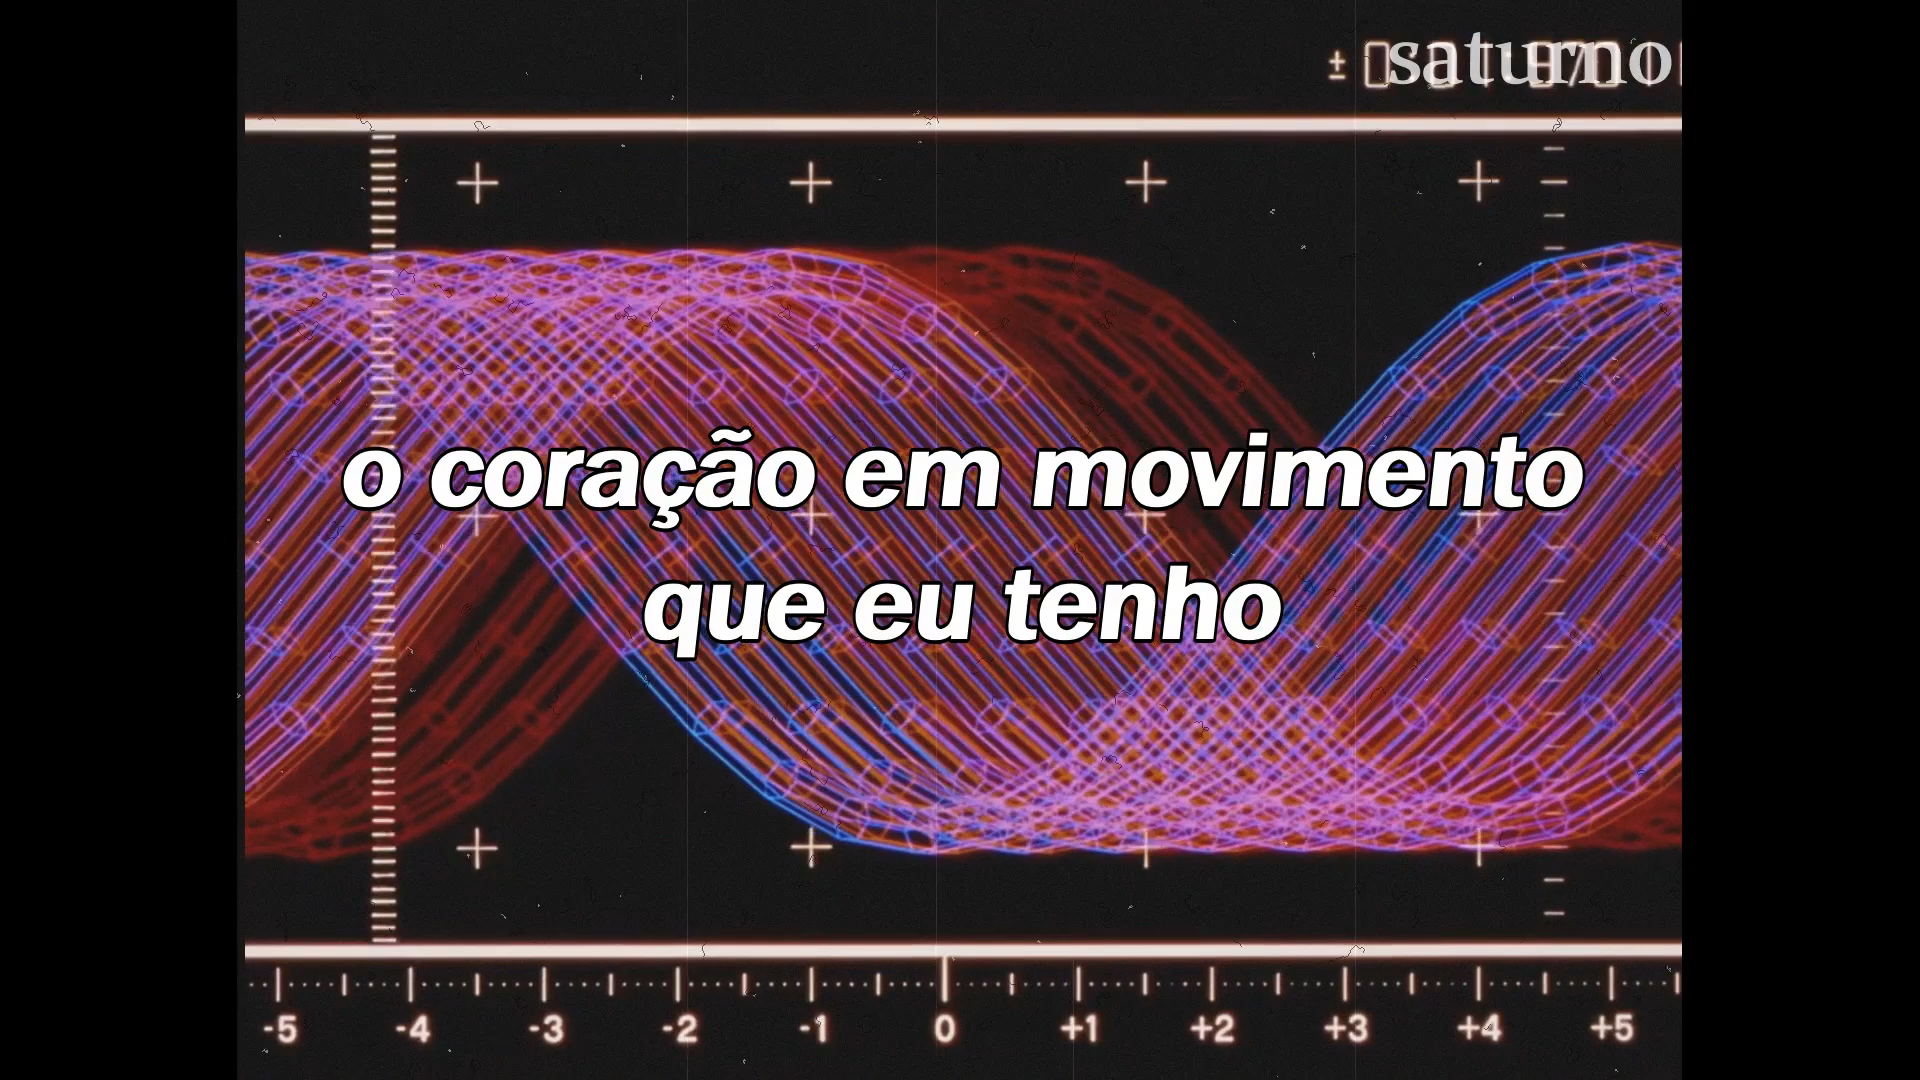 saturno
o coração em movimento
que eu tenho
-5 -4 -3 -2 -1 0 +1 +2 +3 +4 +5